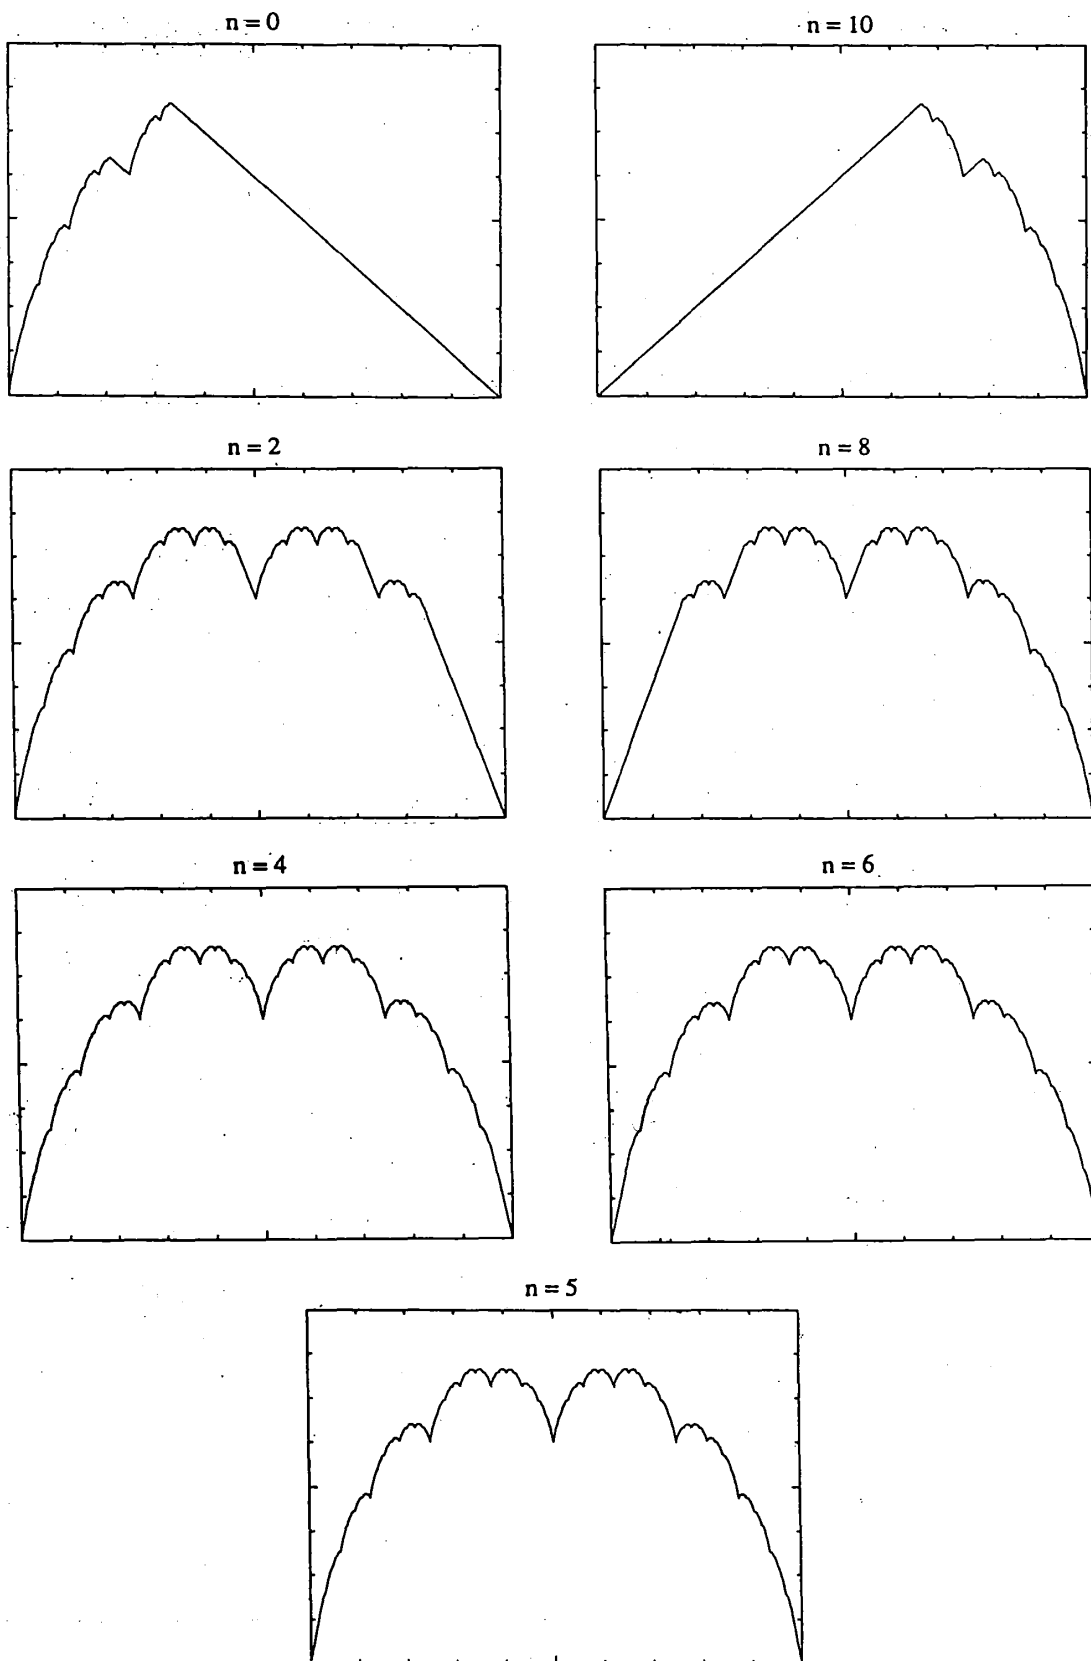 n = 0
n = 10
n = 2
n = 8
n = 4
n = 6
n = 5